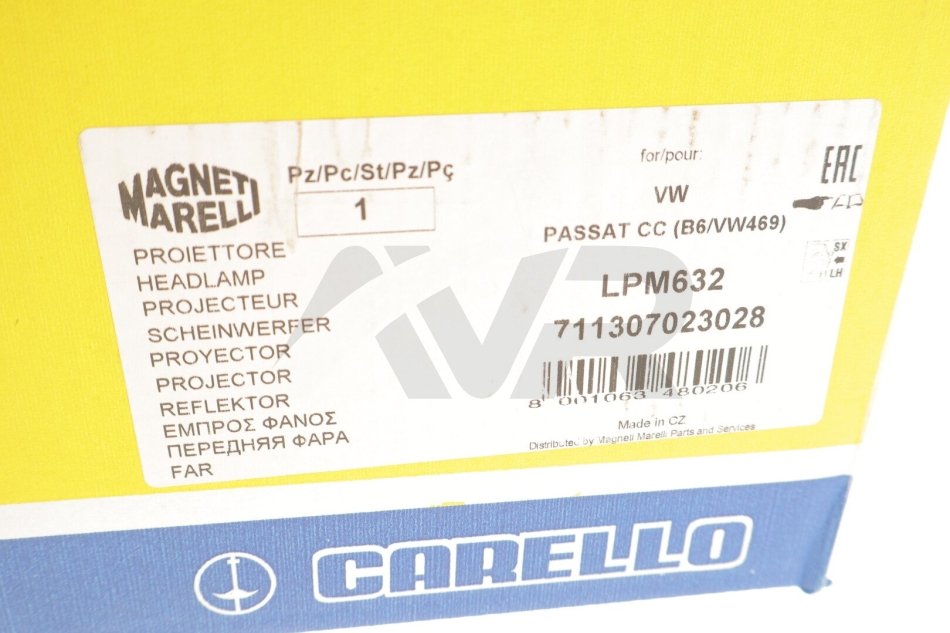 MAGNETI
MARELLI
Pz/Pc/St/Pz/Pç
1
PROIETTORE
HEADLAMP
PROJECTEUR
SCHEINWERFER
PROYECTOR
PROJECTOR
REFLEKTOR
ΕΜΠΡΟΣ ΦΑΝΟΣ
ПЕРЕДНЯЯ ФАРА
FAR
for/pour:
VW
PASSAT CC (B6/VW469)
LPM632
711307023028
8 001063 480206
Made in CZ
Distributed by Magneti Marelli Parts and Services
EAC
SX
LH
IVR
CARELLO